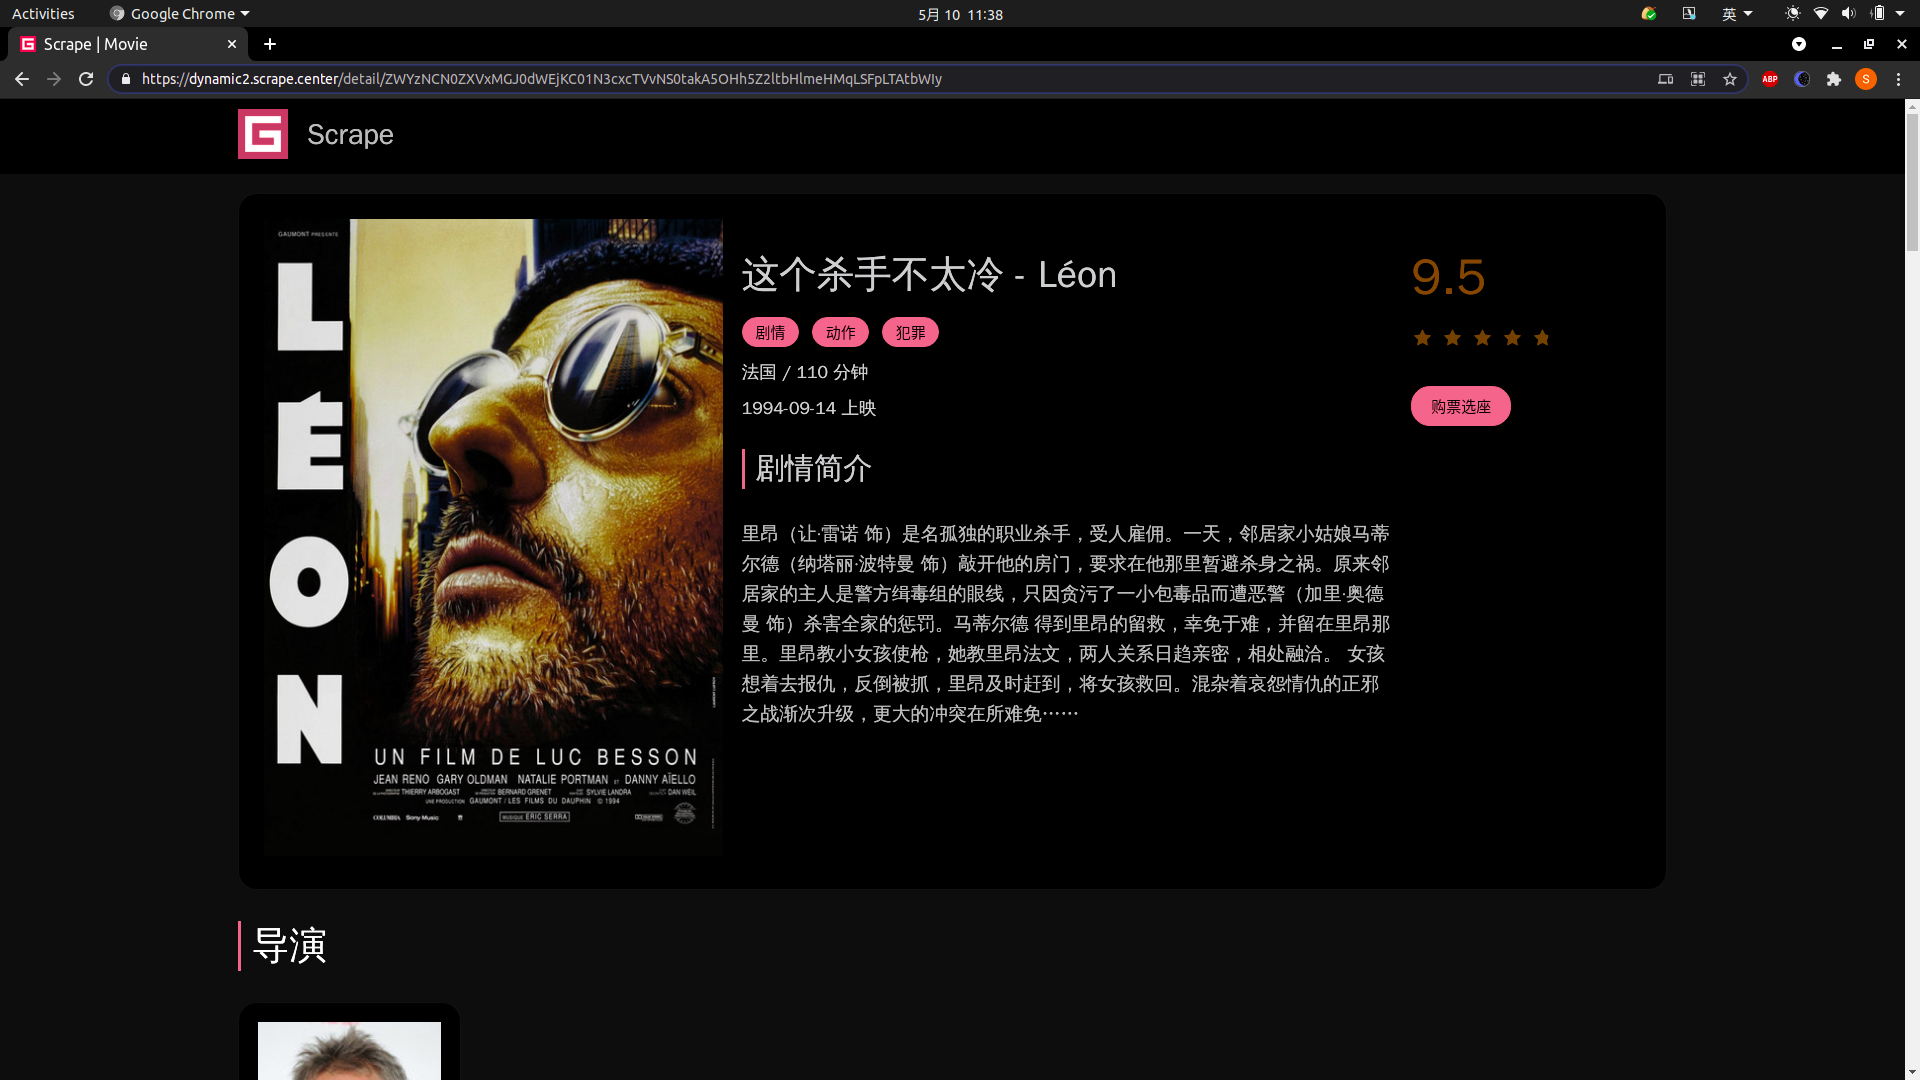 Activities
Google Chrome
5月 10 11:38
英
Scrape | Movie
https://dynamic2.scrape.center/detail/ZWYzNCN0ZXVxMGJ0dWEjKC01N3cxcTVvNS0takA5OHh5Z2ltbHlmeHMqLSFpLTAtbWIy
ABP
S
Scrape
GAUMONT PRESENTE
LÉON
UN FILM DE LUC BESSON
JEAN RENO GARY OLDMAN NATALIE PORTMAN ET DANNY AÏELLO
THIERRY ARBOGAST BERNARD GRENET SYLVIE LANDRA DAN WEIL
UNE PRODUCTION GAUMONT / LES FILMS DU DAUPHIN © 1994
COLUMBIA Sony Music MUSIQUE ERIC SERRA
这个杀手不太冷 - Léon
剧情 动作 犯罪
法国 / 110 分钟
1994-09-14 上映
剧情简介
里昂（让·雷诺 饰）是名孤独的职业杀手，受人雇佣。一天，邻居家小姑娘马蒂
尔德（纳塔丽·波特曼 饰）敲开他的房门，要求在他那里暂避杀身之祸。原来邻
居家的主人是警方缉毒组的眼线，只因贪污了一小包毒品而遭恶警（加里·奥德
曼 饰）杀害全家的惩罚。马蒂尔德 得到里昂的留救，幸免于难，并留在里昂那
里。里昂教小女孩使枪，她教里昂法文，两人关系日趋亲密，相处融洽。 女孩
想着去报仇，反倒被抓，里昂及时赶到，将女孩救回。混杂着哀怨情仇的正邪
之战渐次升级，更大的冲突在所难免……
9.5
购票选座
导演